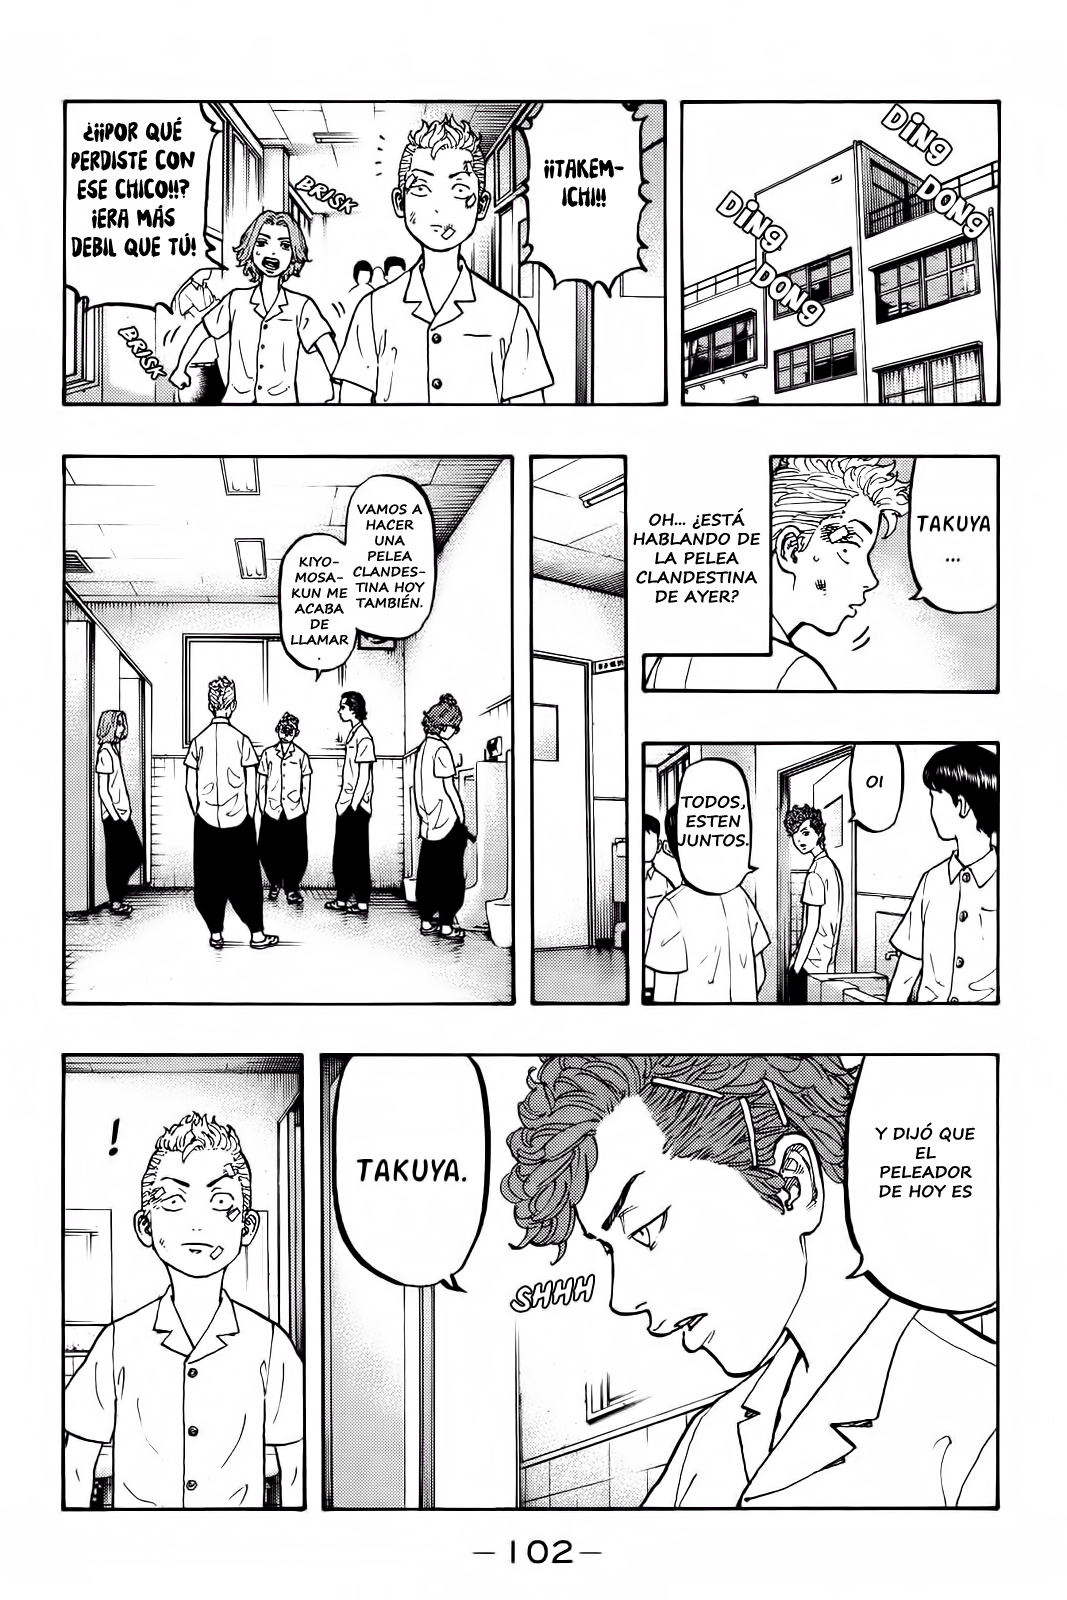 DING
DONG
DING
DONG
¡¡TAKEM-
ICHI!!
BRISK
¿¡¡POR QUÉ
PERDISTE CON
ESE CHICO!!?
¡ERA MÁS
DEBIL QUE TÚ!
BRISK
TAKUYA
...
OH... ¿ESTÁ
HABLANDO DE
LA PELEA
CLANDESTINA
DE AYER?
OI
TODOS,
ESTEN
JUNTOS.
VAMOS A
HACER
UNA
PELEA
CLANDES-
TINA HOY
TAMBIÉN.
KIYO-
MOSA-
KUN ME
ACABA
DE
LLAMAR
.
Y DIJÓ QUE
EL
PELEADOR
DE HOY ES
SHHH
TAKUYA.
!
—102—